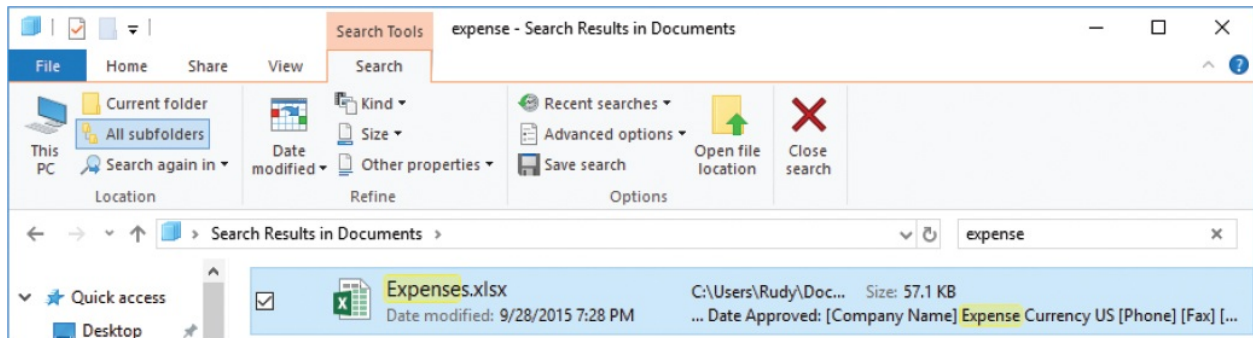 Search Tools expense - Search Results in Documents
File Home Share View Search
This PC
Current folder
All subfolders
Search again in
Location
Date modified
Kind
Size
Other properties
Refine
Recent searches
Advanced options
Save search
Open file location
Options
Close search
Search Results in Documents
expense
Quick access
Desktop
Expenses.xlsx
Date modified: 9/28/2015 7:28 PM
C:\Users\Rudy\Doc... Size: 57.1 KB
... Date Approved: [Company Name] Expense Currency US [Phone] [Fax] [...